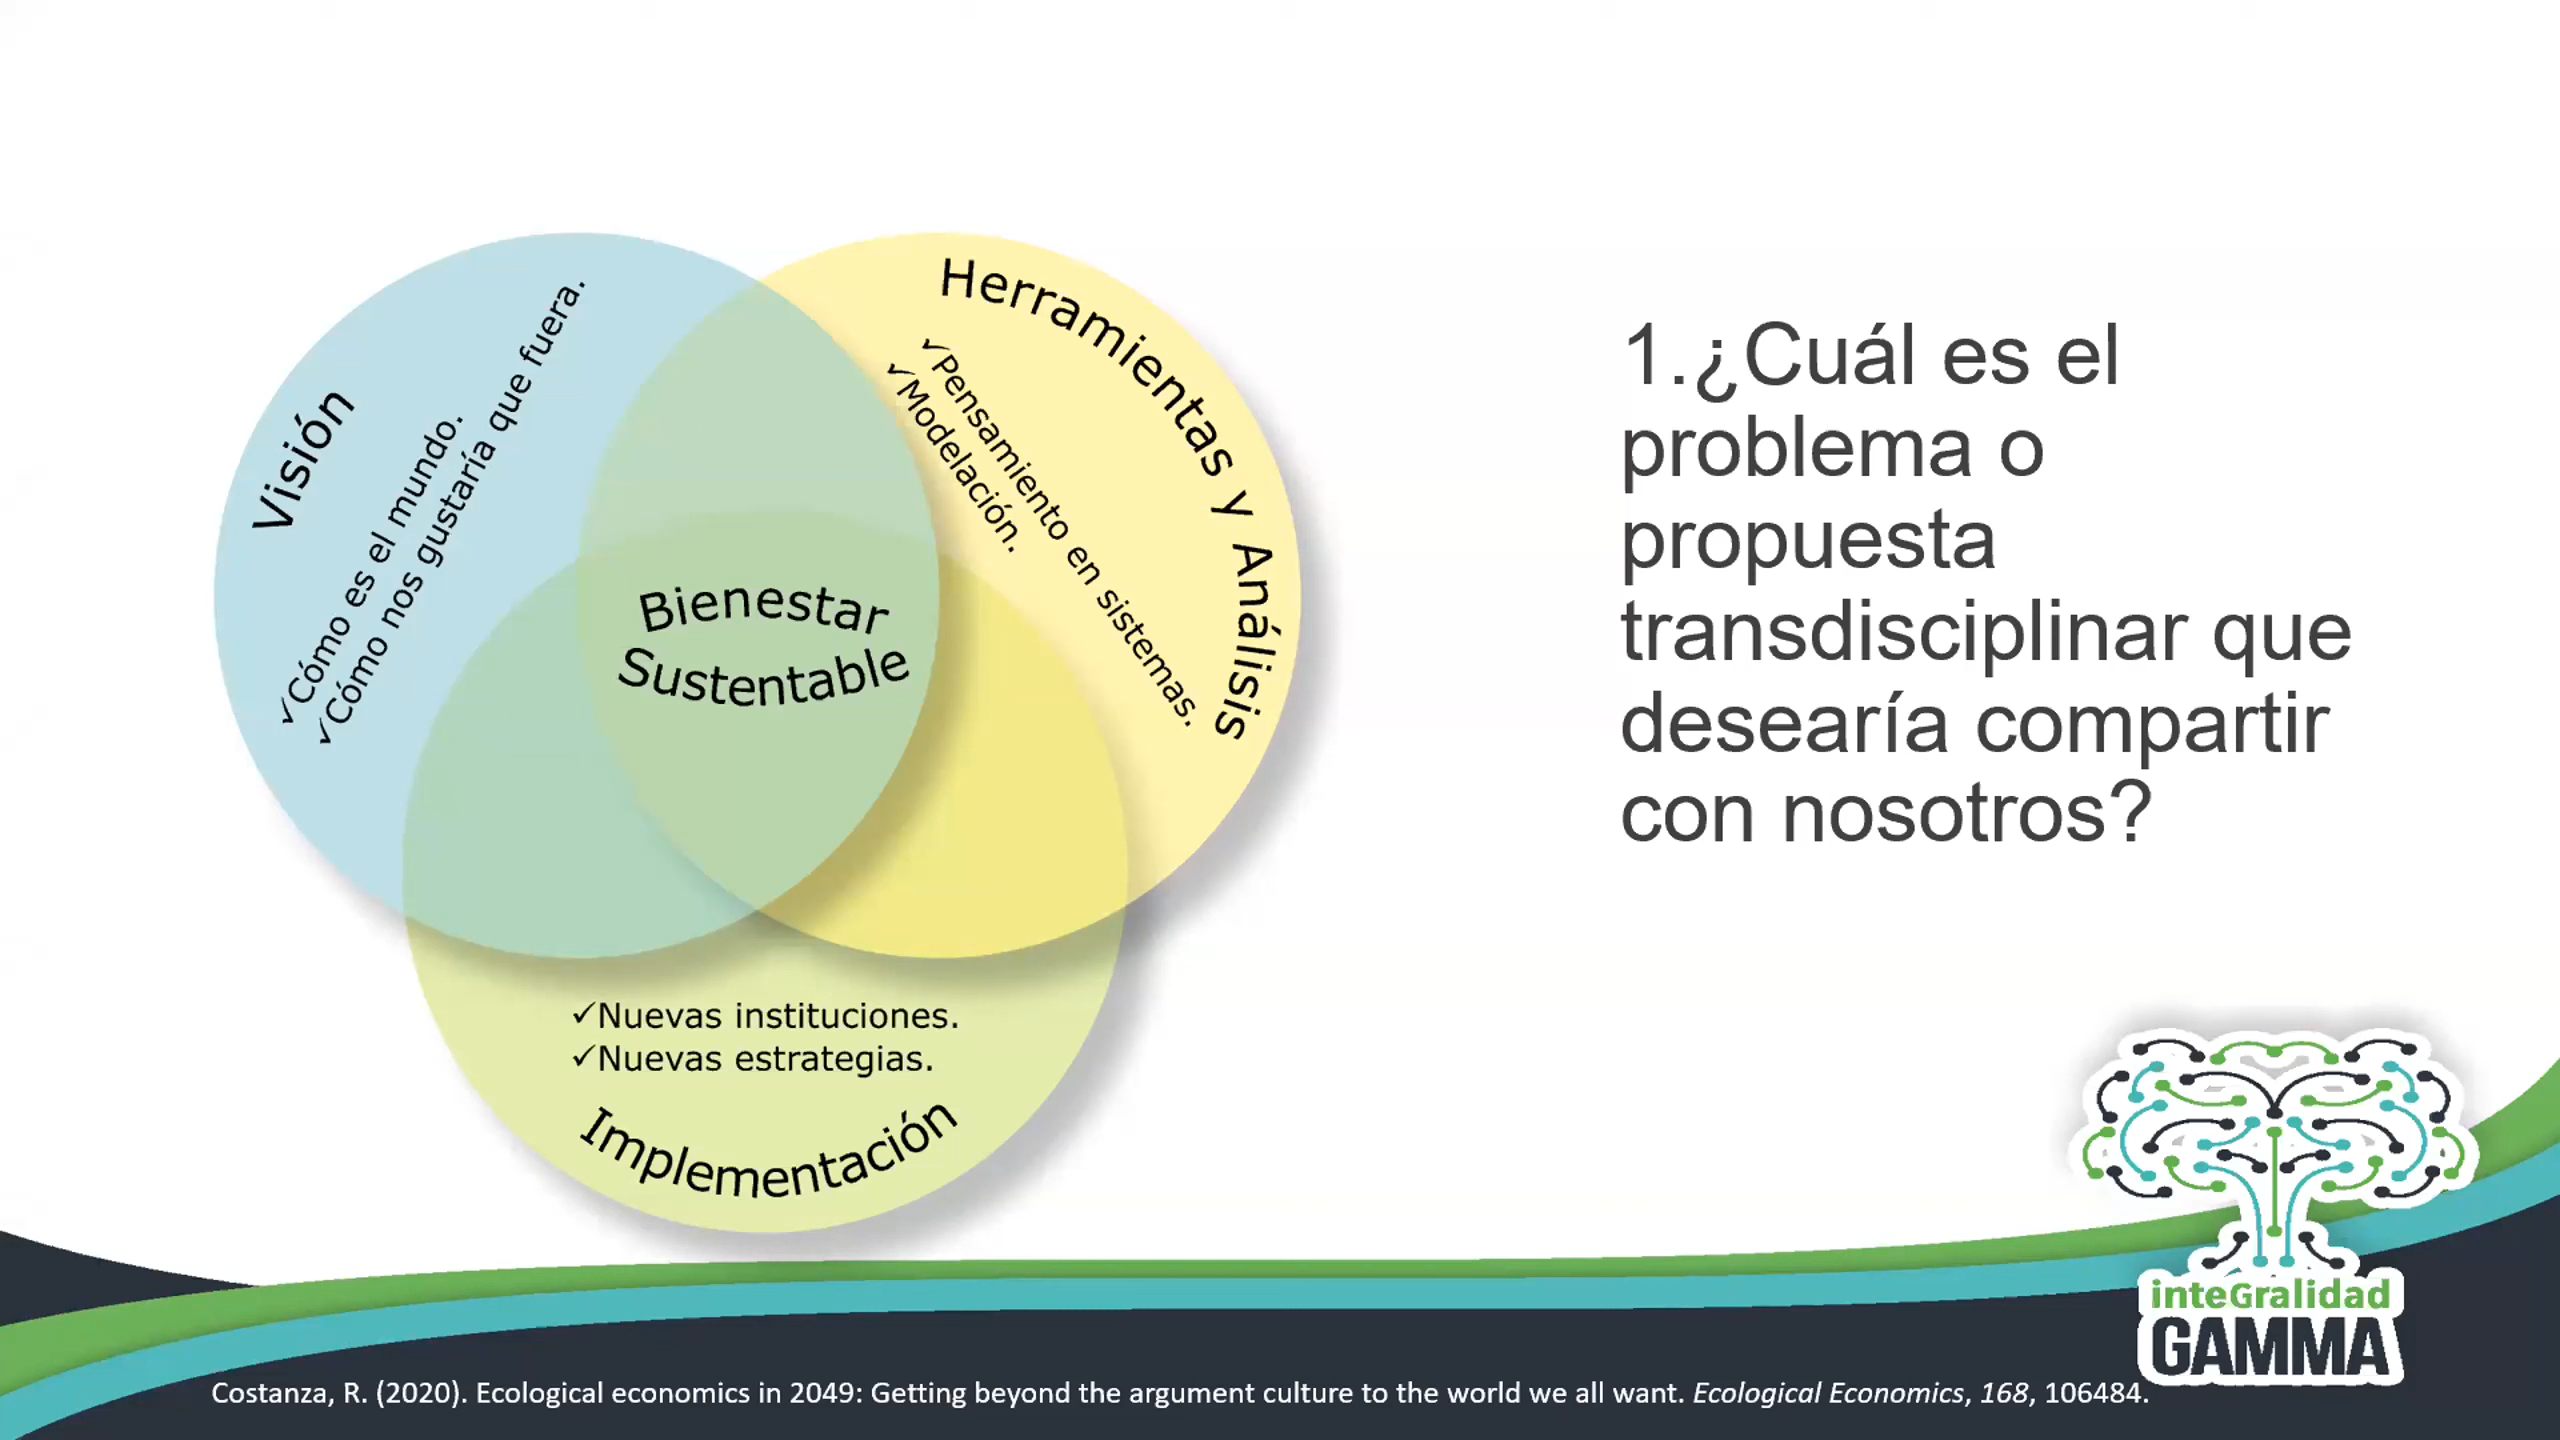 Visión
✓Cómo es el mundo.
✓Cómo nos gustaría que fuera.
Herramientas y Análisis
✓Pensamiento en sistemas.
✓Modelación.
Bienestar
Sustentable
✓Nuevas instituciones.
✓Nuevas estrategias.
Implementación
1.¿Cuál es el
problema o
propuesta
transdisciplinar que
desearía compartir
con nosotros?
inteGralidad
GAMMA
Costanza, R. (2020). Ecological economics in 2049: Getting beyond the argument culture to the world we all want. Ecological Economics, 168, 106484.